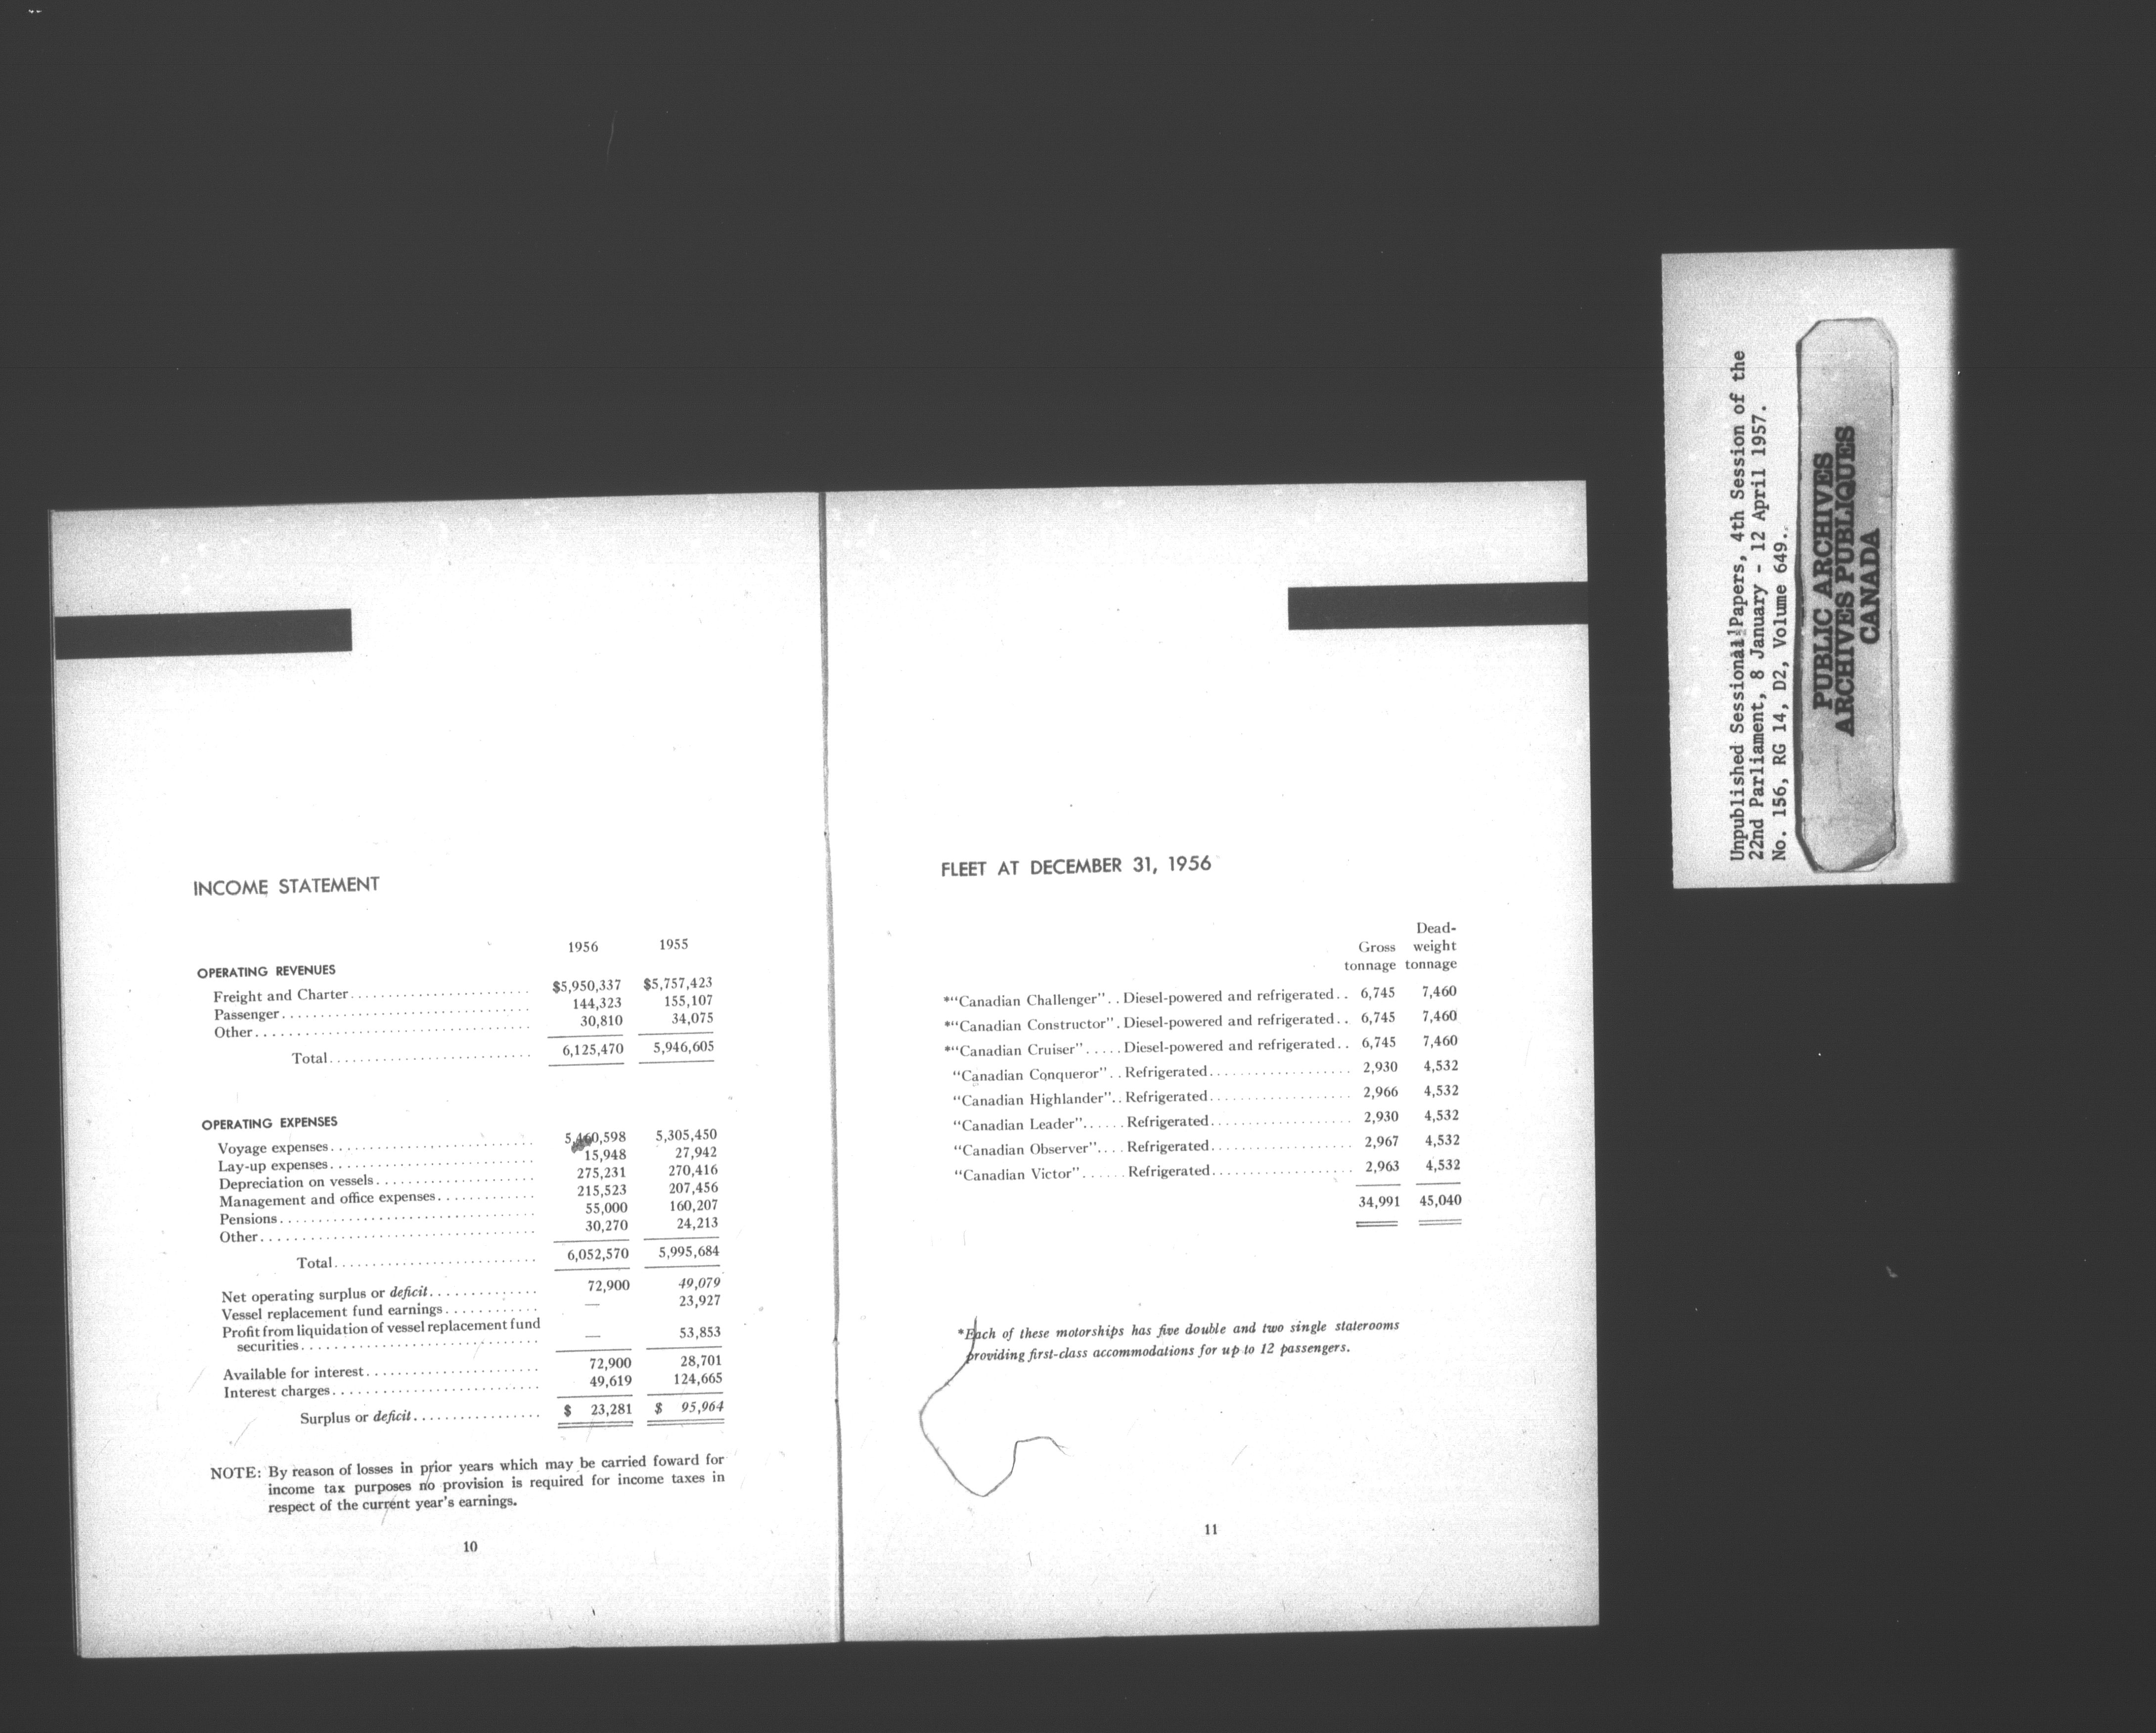 INCOME STATEMENT
1956 1955
OPERATING REVENUES
Freight and Charter........................ $5,950,337 $5,757,423
Passenger................................ 144,323 155,107
Other.................................... 30,810 34,075
Total.......................... 6,125,470 5,946,605
OPERATING EXPENSES
Voyage expenses........................... 5,460,598 5,305,450
Lay-up expenses........................... 15,948 27,942
Depreciation on vessels..................... 275,231 270,416
Management and office expenses............. 215,523 207,456
Pensions.................................. 55,000 160,207
Other.................................... 30,270 24,213
Total.......................... 6,052,570 5,995,684
Net operating surplus or deficit.............. 72,900 49,079
Vessel replacement fund earnings............ — 23,927
Profit from liquidation of vessel replacement fund
securities............................... — 53,853
Available for interest....................... 72,900 28,701
Interest charges........................... 49,619 124,665
Surplus or deficit................. $ 23,281 $ 95,964
NOTE: By reason of losses in prior years which may be carried foward for
income tax purposes no provision is required for income taxes in
respect of the current year's earnings.
10
FLEET AT DECEMBER 31, 1956
Dead-
Gross weight
tonnage tonnage
*“Canadian Challenger”.. Diesel-powered and refrigerated.. 6,745 7,460
*“Canadian Constructor”. Diesel-powered and refrigerated.. 6,745 7,460
*“Canadian Cruiser”..... Diesel-powered and refrigerated.. 6,745 7,460
“Canadian Conqueror”.. Refrigerated................... 2,930 4,532
“Canadian Highlander”.. Refrigerated................... 2,966 4,532
“Canadian Leader”...... Refrigerated................... 2,930 4,532
“Canadian Observer”.... Refrigerated................... 2,967 4,532
“Canadian Victor”...... Refrigerated................... 2,963 4,532
34,991 45,040
*Each of these motorships has five double and two single staterooms
providing first-class accommodations for up to 12 passengers.
11
Unpublished Sessional Papers, 4th Session of the
22nd Parliament, 8 January - 12 April 1957.
No. 156, RG 14, D2, Volume 649.
PUBLIC ARCHIVES
ARCHIVES PUBLIQUES
CANADA